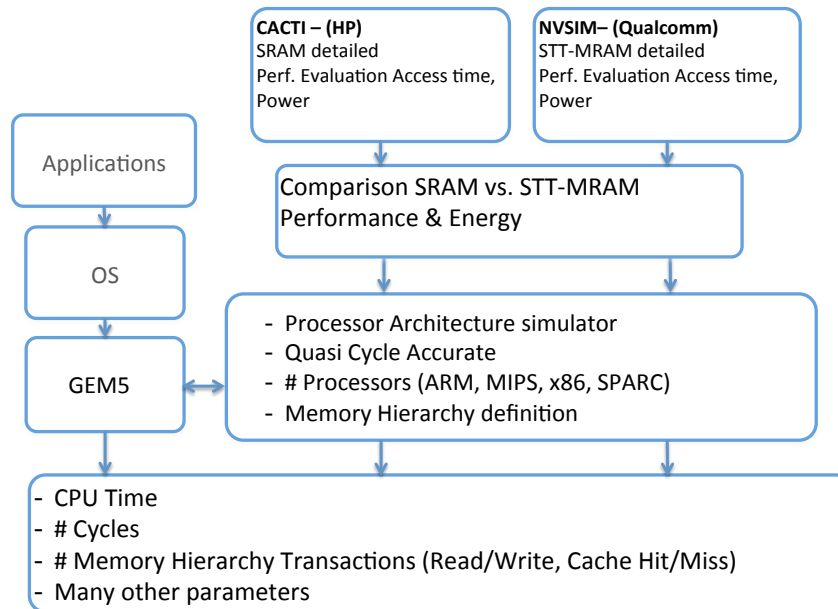 CACTI – (HP)
SRAM detailed
Perf. Evaluation Access time,
Power
NVSIM– (Qualcomm)
STT-MRAM detailed
Perf. Evaluation Access time,
Power
Applications
Comparison SRAM vs. STT-MRAM
Performance & Energy
OS
GEM5
- Processor Architecture simulator
- Quasi Cycle Accurate
- # Processors (ARM, MIPS, x86, SPARC)
- Memory Hierarchy definition
- CPU Time
- # Cycles
- # Memory Hierarchy Transactions (Read/Write, Cache Hit/Miss)
- Many other parameters